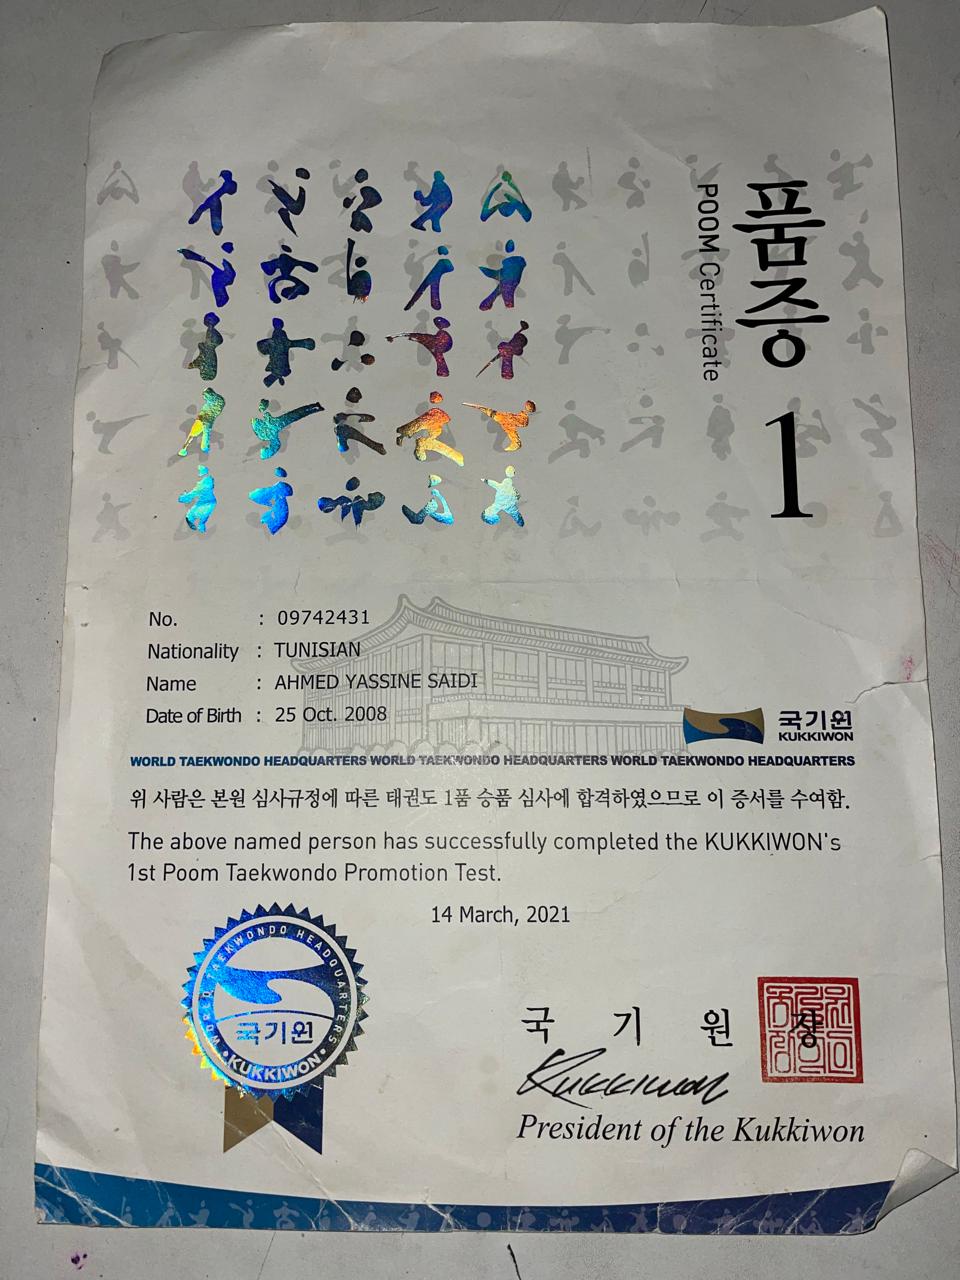 품증
POOM Certificate
1
No. : 09742431
Nationality : TUNISIAN
Name : AHMED YASSINE SAIDI
Date of Birth : 25 Oct. 2008
국기원
KUKKIWON
WORLD TAEKWONDO HEADQUARTERS WORLD TAEKWONDO HEADQUARTERS WORLD TAEKWONDO HEADQUARTERS
위 사람은 본원 심사규정에 따른 태권도 1품 승품 심사에 합격하였으므로 이 증서를 수여함.
The above named person has successfully completed the KUKKIWON's
1st Poom Taekwondo Promotion Test.
14 March, 2021
WORLD TAEKWONDO HEADQUARTERS
국기원
KUKKIWON
국 기 원 장
Kukkiwon
President of the Kukkiwon